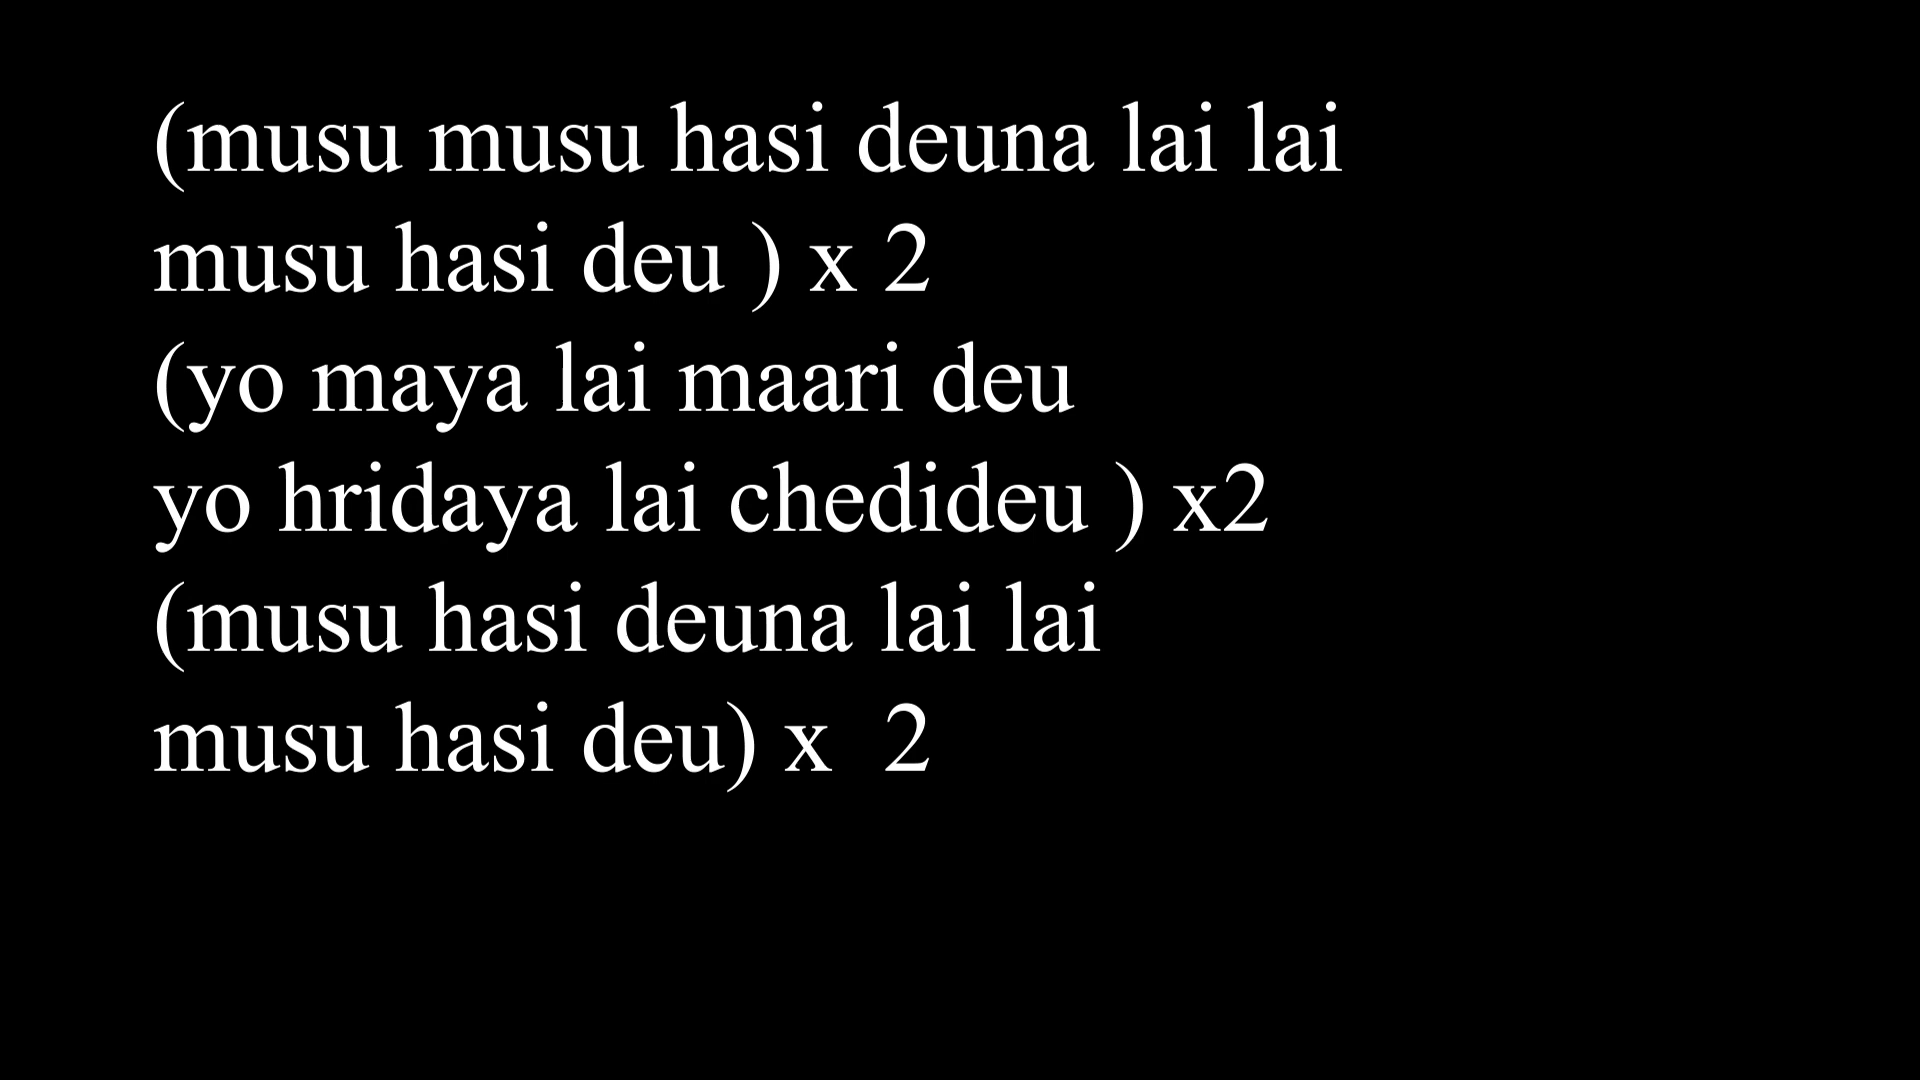 (musu musu hasi deuna lai lai
musu hasi deu ) x 2
(yo maya lai maari deu
yo hridaya lai chedideu ) x2
(musu hasi deuna lai lai
musu hasi deu) x  2